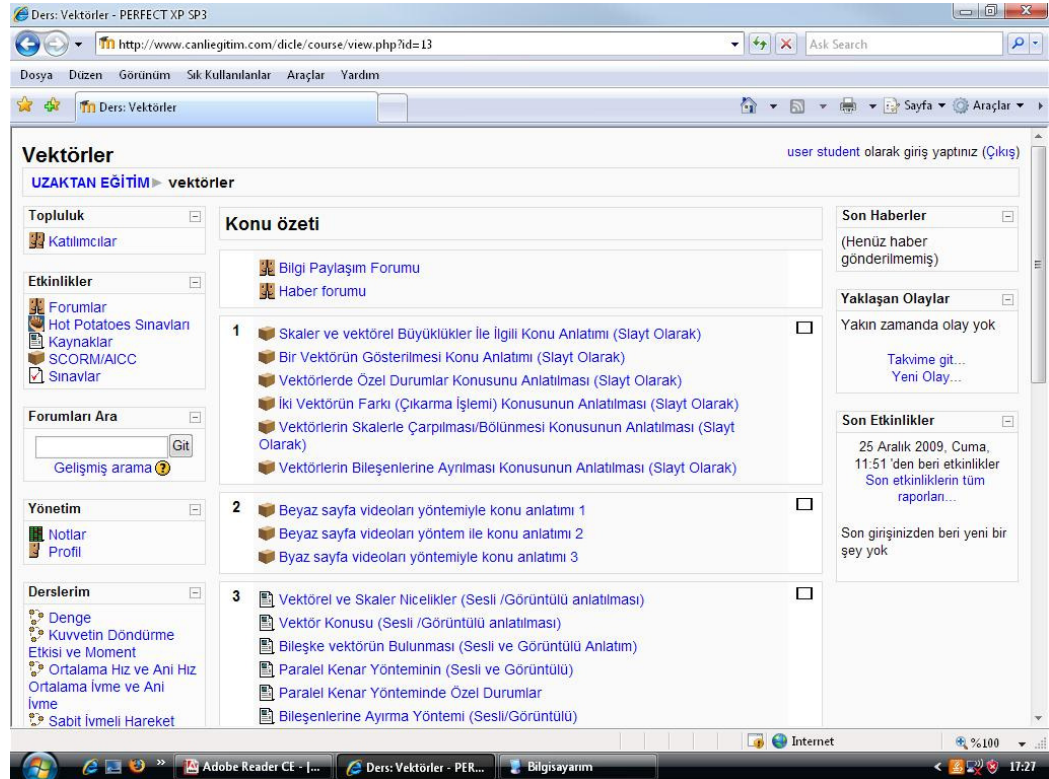 Ders: Vektörler - PERFECT XP SP3
http://www.canliegitim.com/dicle/course/view.php?id=13
Ask Search
Dosya Düzen Görünüm Sık Kullanılanlar Araçlar Yardım
Ders: Vektörler
Sayfa Araçlar
Vektörler
user student olarak giriş yaptınız (Çıkış)
UZAKTAN EĞİTİM ► vektörler
Topluluk
Katılımcılar
Etkinlikler
Forumlar
Hot Potatoes Sınavları
Kaynaklar
SCORM/AICC
Sınavlar
Forumları Ara
Git
Gelişmiş arama
Yönetim
Notlar
Profil
Derslerim
Denge
Kuvvetin Döndürme
Etkisi ve Moment
Ortalama Hız ve Ani Hız
Ortalama İvme ve Ani
İvme
Sabit İvmeli Hareket
Konu özeti
Bilgi Paylaşım Forumu
Haber forumu
1
Skaler ve vektörel Büyüklükler İle İlgili Konu Anlatımı (Slayt Olarak)
Bir Vektörün Gösterilmesi Konu Anlatımı (Slayt Olarak)
Vektörlerde Özel Durumlar Konusunu Anlatılması (Slayt Olarak)
İki Vektörün Farkı (Çıkarma İşlemi) Konusunun Anlatılması (Slayt Olarak)
Vektörlerin Skalerle Çarpılması/Bölünmesi Konusunun Anlatılması (Slayt
Olarak)
Vektörlerin Bileşenlerine Ayrılması Konusunun Anlatılması (Slayt Olarak)
2
Beyaz sayfa videoları yöntemiyle konu anlatımı 1
Beyaz sayfa videoları yöntem ile konu anlatımı 2
Byaz sayfa videoları yöntemiyle konu anlatımı 3
3
Vektörel ve Skaler Nicelikler (Sesli /Görüntülü anlatılması)
Vektör Konusu (Sesli /Görüntülü anlatılması)
Bileşke vektörün Bulunması (Sesli ve Görüntülü Anlatım)
Paralel Kenar Yönteminin (Sesli ve Görüntülü)
Paralel Kenar Yönteminde Özel Durumlar
Bileşenlerine Ayırma Yöntemi (Sesli/Görüntülü)
Son Haberler
(Henüz haber
gönderilmemiş)
Yaklaşan Olaylar
Yakın zamanda olay yok
Takvime git...
Yeni Olay...
Son Etkinlikler
25 Aralık 2009, Cuma,
11:51 'den beri etkinlikler
Son etkinliklerin tüm
raporları...
Son girişinizden beri yeni bir
şey yok
Internet
%100
Adobe Reader CE - [...
Ders: Vektörler - PER...
Bilgisayarım
17:27